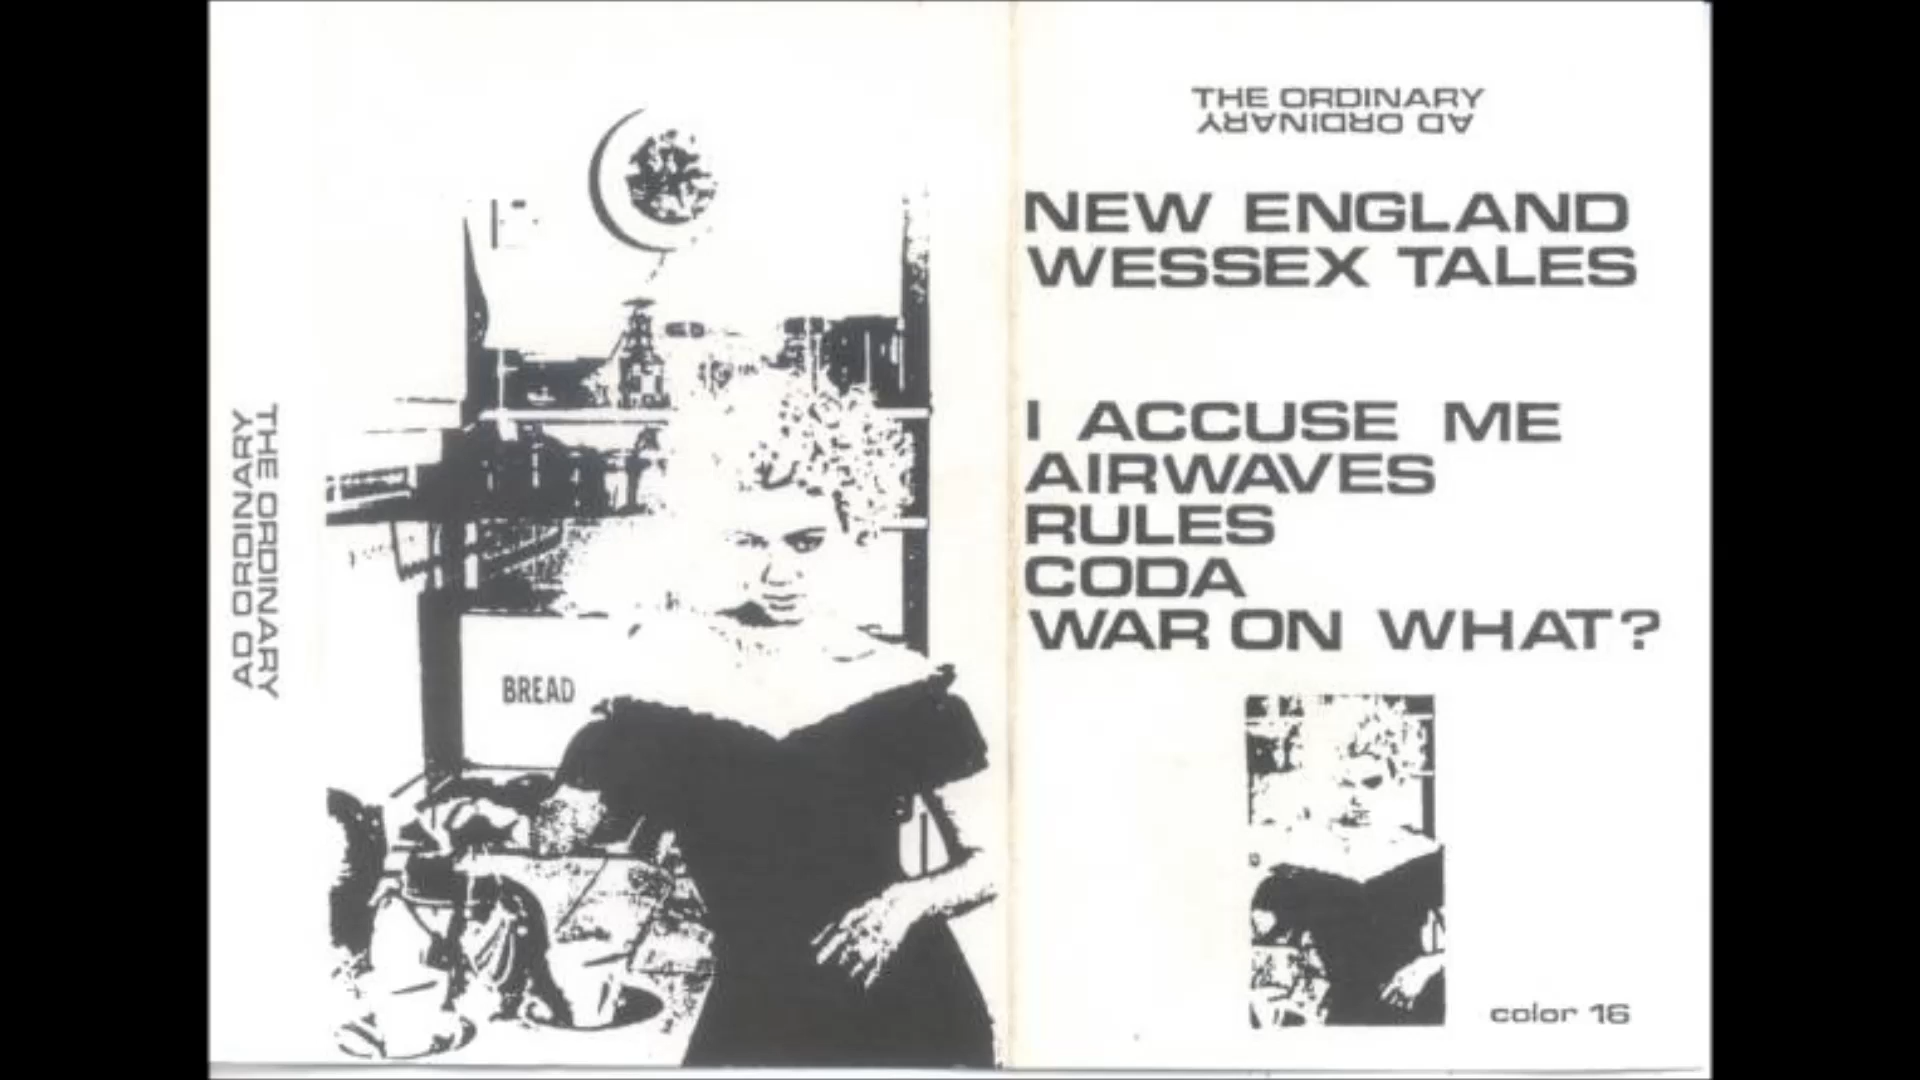 THE ORDINARY
AD ORDINARY
BREAD
THE ORDINARY
AD ORDINARY
NEW ENGLAND
WESSEX TALES
I ACCUSE ME
AIRWAVES
RULES
CODA
WAR ON WHAT?
color 16